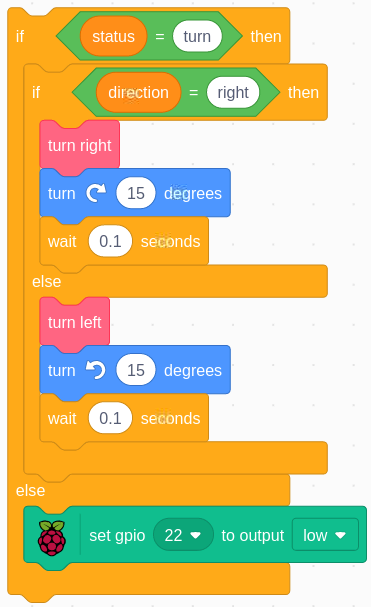 if status = turn then
if direction = right then
turn right
turn 15 degrees
wait 0.1 seconds
else
turn left
turn 15 degrees
wait 0.1 seconds
else
set gpio 22 to output low